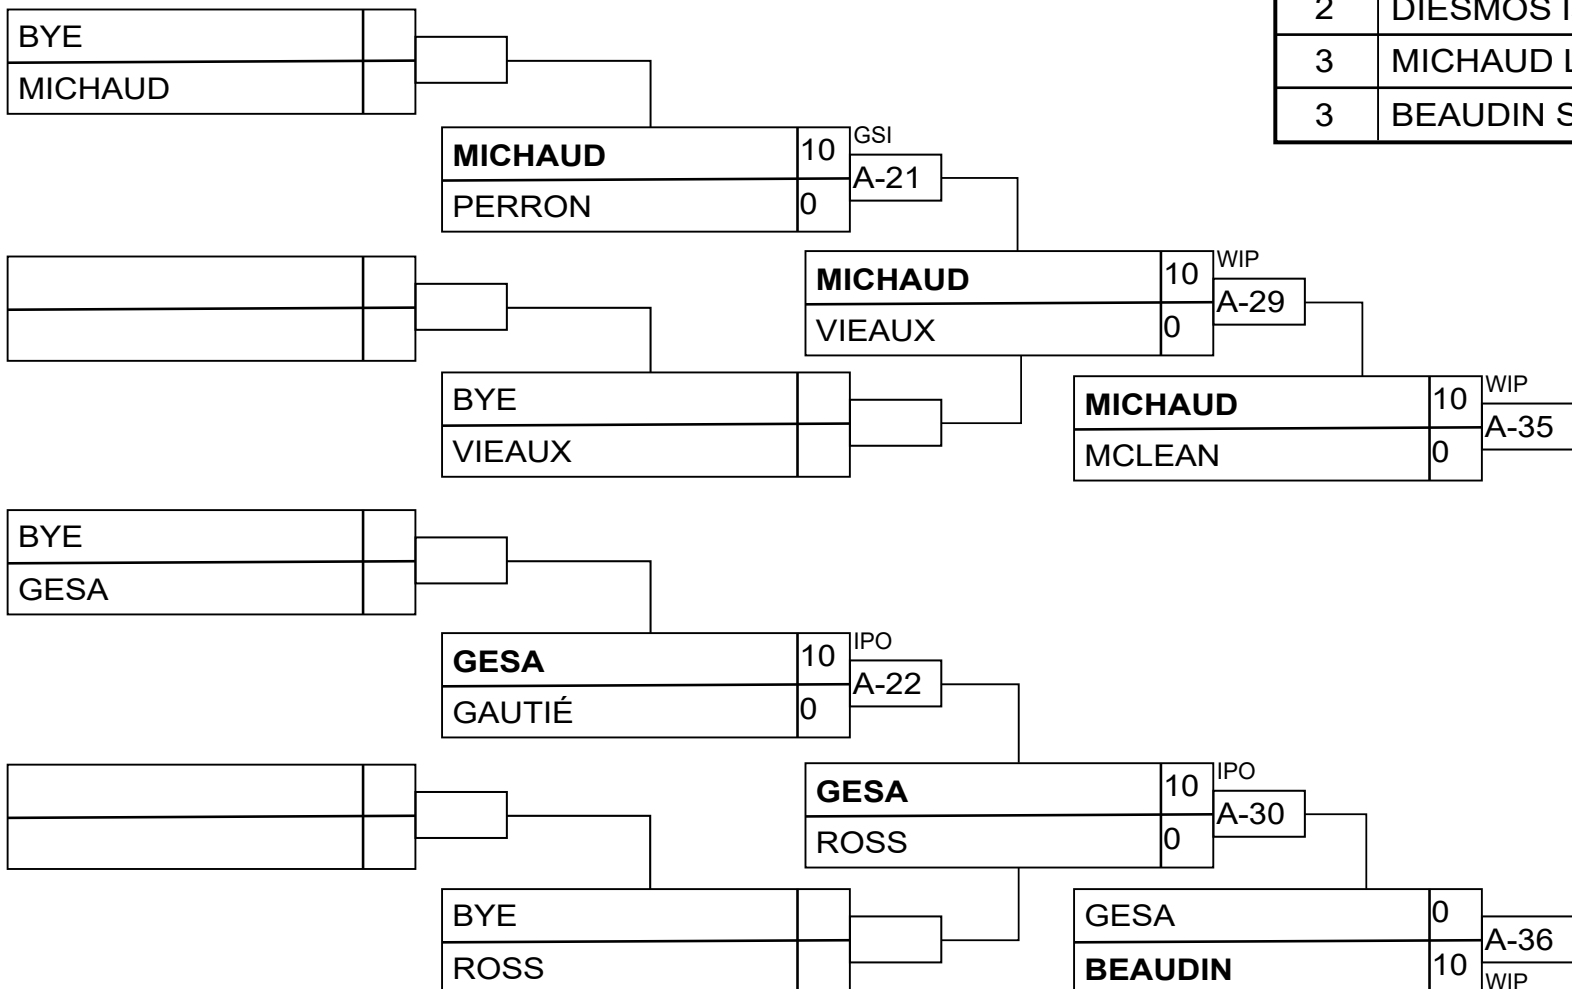 2 DIESMOS
3 MICHAUD L
3 BEAUDIN S
BYE
MICHAUD
MICHAUD 10 GSI
A-21
PERRON 0
MICHAUD 10 WIP
A-29
VIEAUX 0
BYE
VIEAUX
MICHAUD 10 WIP
A-35
MCLEAN 0
BYE
GESA
GESA 10 IPO
A-22
GAUTIÉ 0
GESA 10 IPO
A-30
ROSS 0
BYE
ROSS
GESA 0
A-36
BEAUDIN 10 WIP